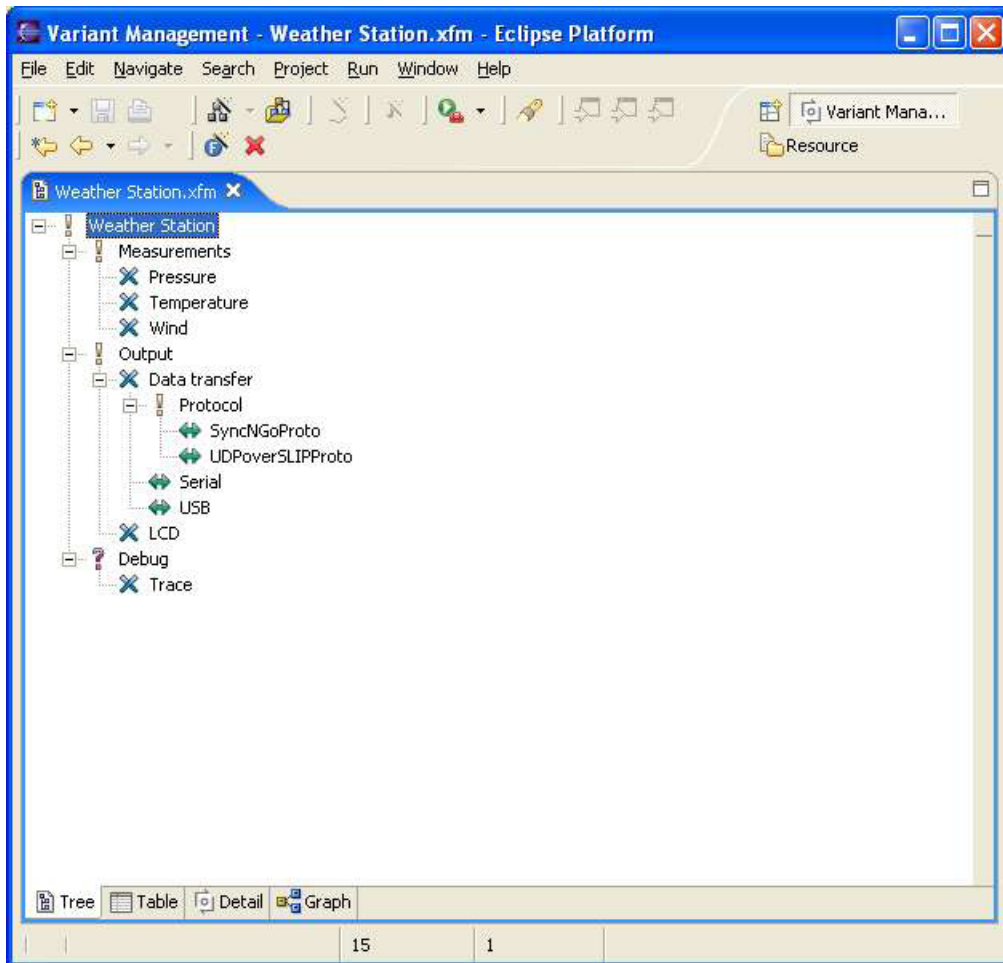 Variant Management - Weather Station.xfm - Eclipse Platform
File Edit Navigate Search Project Run Window Help
Variant Mana...
Resource
Weather Station.xfm
Weather Station
Measurements
Pressure
Temperature
Wind
Output
Data transfer
Protocol
SyncNGoProto
UDPoverSLIPProto
Serial
USB
LCD
Debug
Trace
Tree Table Detail Graph
15 1